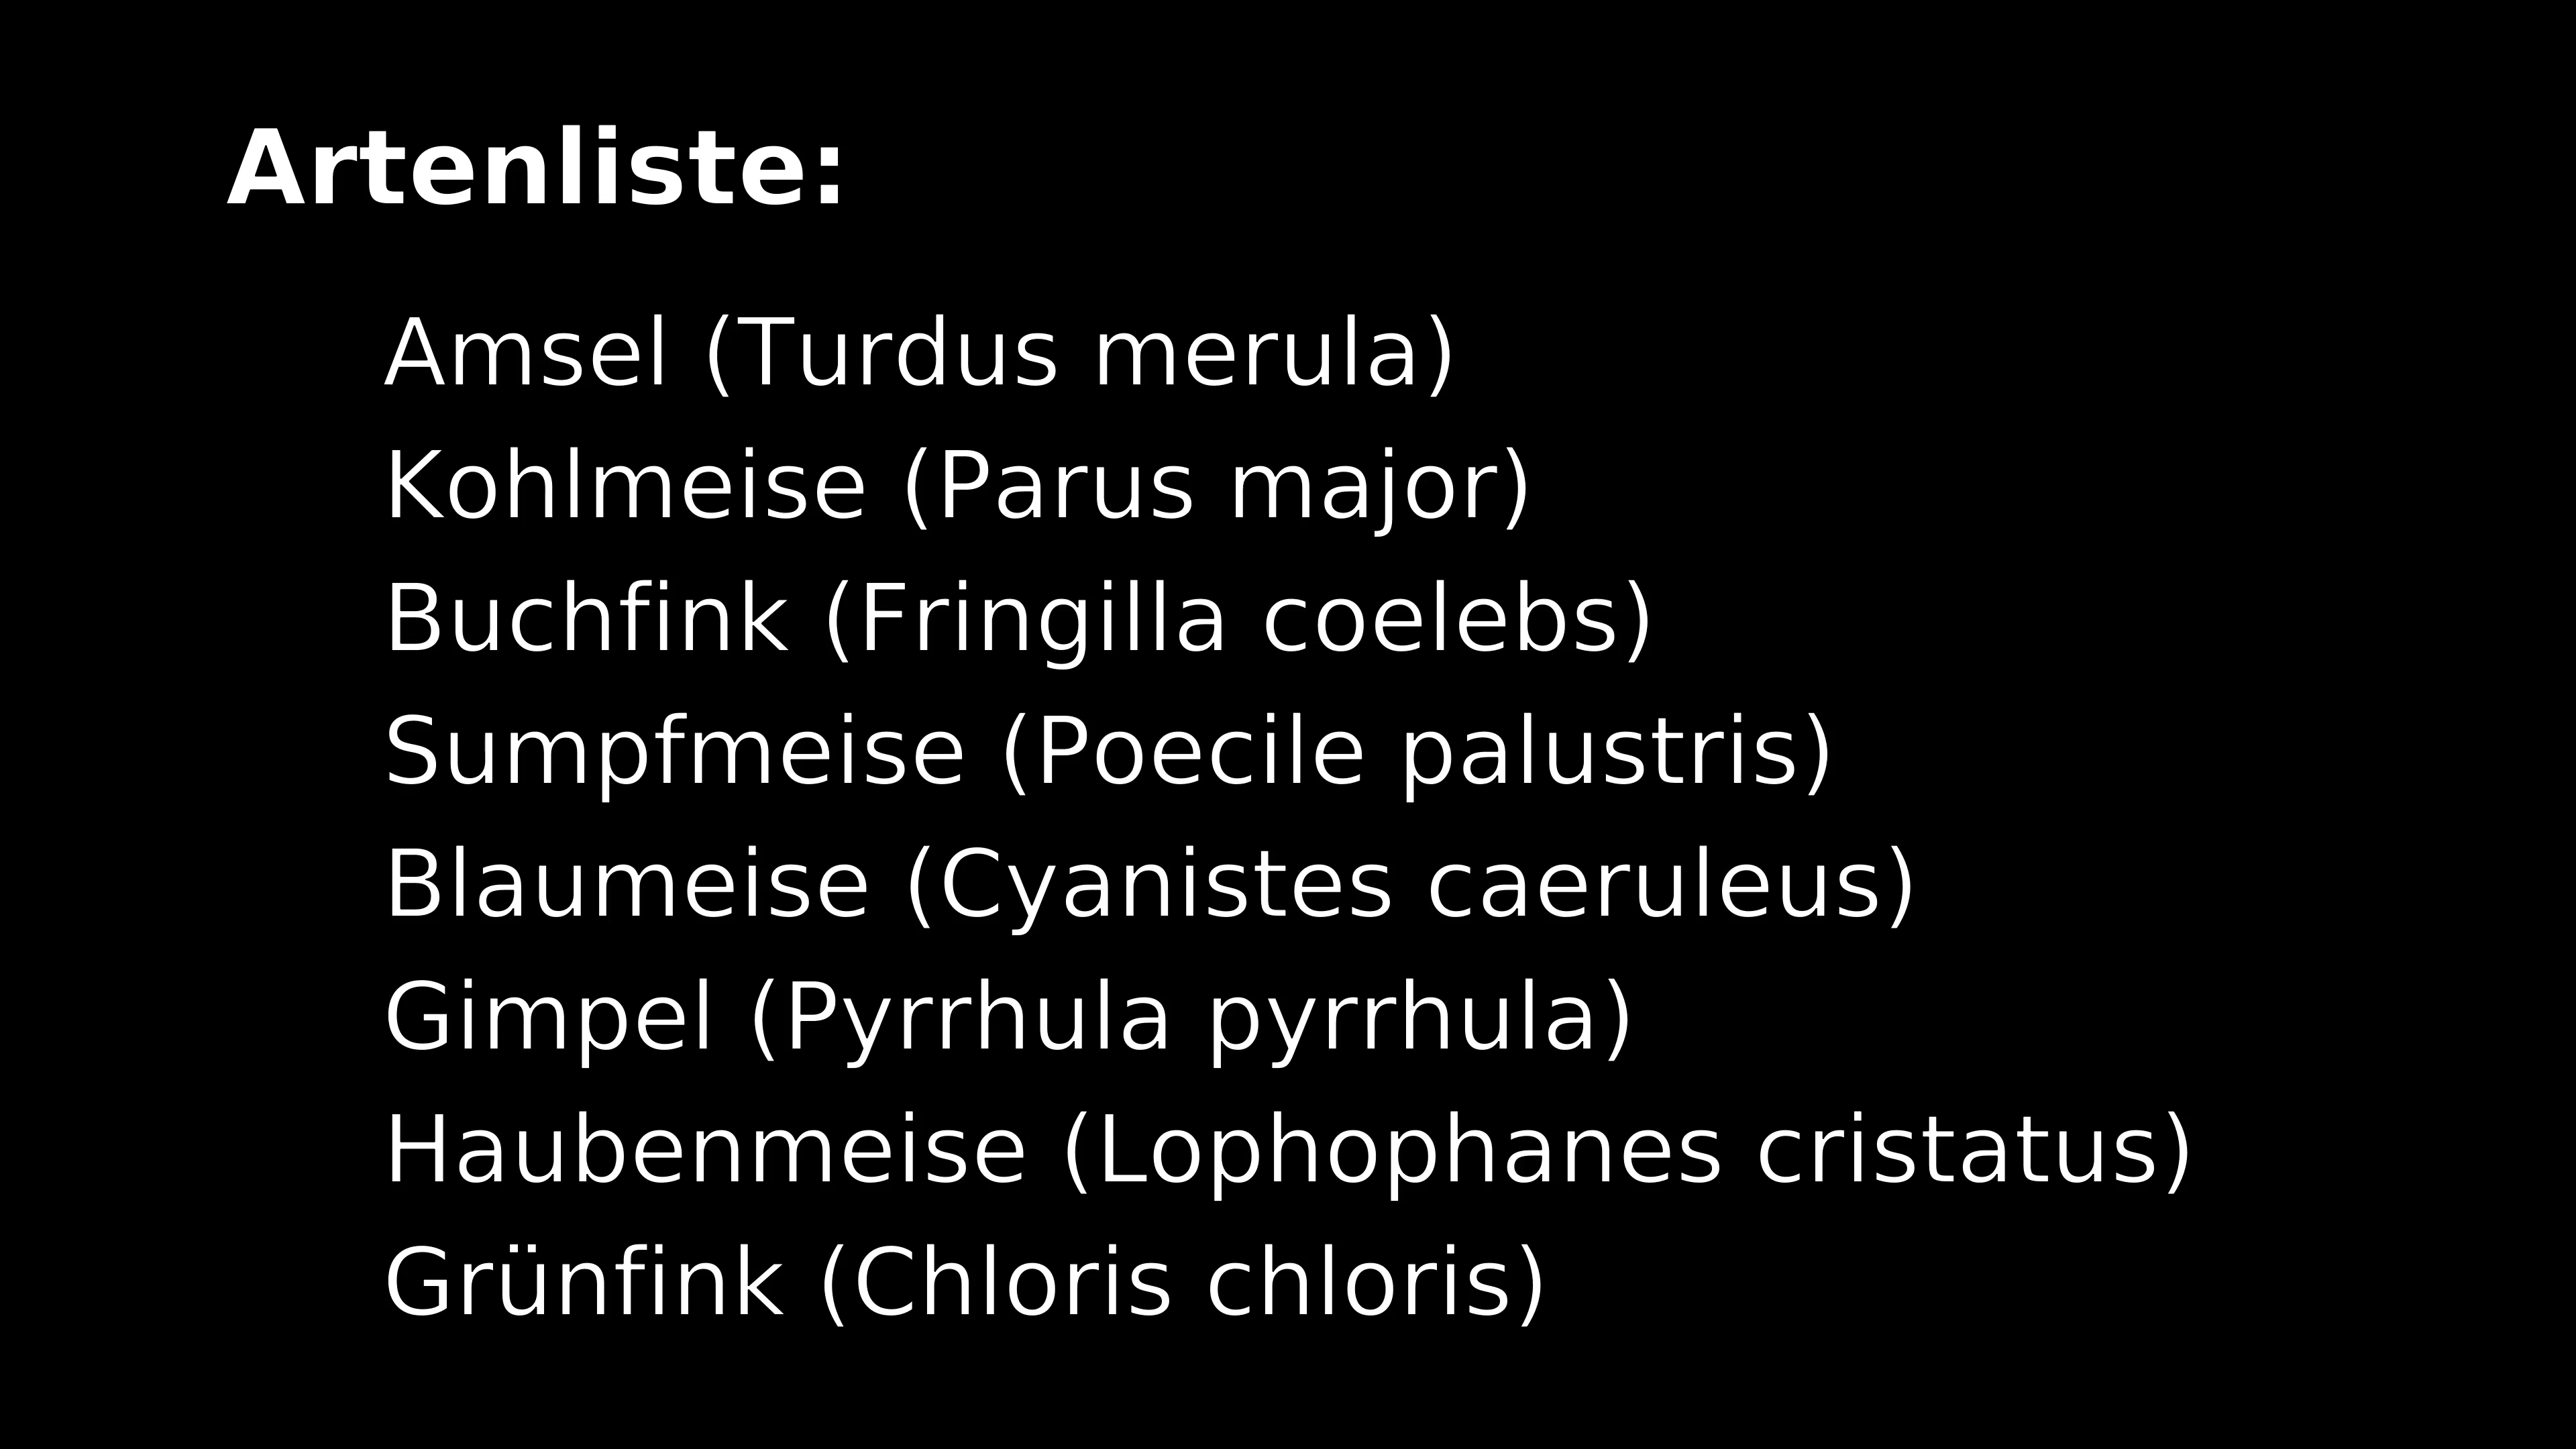 Artenliste:
Amsel (Turdus merula)
Kohlmeise (Parus major)
Buchfink (Fringilla coelebs)
Sumpfmeise (Poecile palustris)
Blaumeise (Cyanistes caeruleus)
Gimpel (Pyrrhula pyrrhula)
Haubenmeise (Lophophanes cristatus)
Grünfink (Chloris chloris)